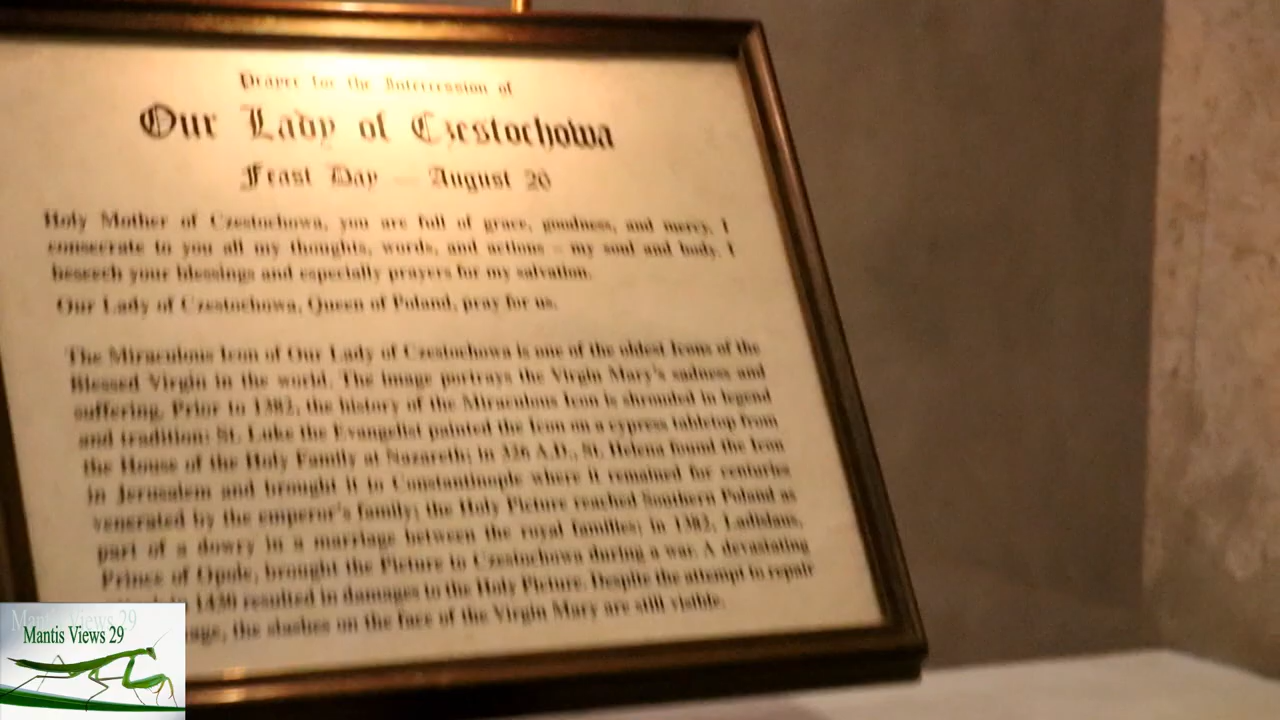 Prayer for the Intercession of
Our Lady of Czestochowa
Feast Day — August 26
Holy Mother of Czestochowa, you are full of grace, goodness, and mercy. I
consecrate to you all my thoughts, words, and actions – my soul and body. I
beseech your blessings and especially prayers for my salvation.
Our Lady of Czestochowa, Queen of Poland, pray for us.
The Miraculous Icon of Our Lady of Czestochowa is one of the oldest Icons of the
Blessed Virgin in the world. The image portrays the Virgin Mary's sadness and
suffering. Prior to 1382, the history of the Miraculous Icon is shrouded in legend
and tradition: St. Luke the Evangelist painted the Icon on a cypress tabletop from
the House of the Holy Family at Nazareth; in 326 A.D., St. Helena found the Icon
in Jerusalem and brought it to Constantinople where it remained for centuries
venerated by the emperor's family; the Holy Picture reached Southern Poland as
part of a dowry in a marriage between the royal families; in 1382, Ladislaus,
Prince of Opole, brought the Picture to Czestochowa during a war. A devastating
in 1430 resulted in damages to the Holy Picture. Despite the attempt to repair
the slashes on the face of the Virgin Mary are still visible.
Mantis Views 29
Mantis Views 29